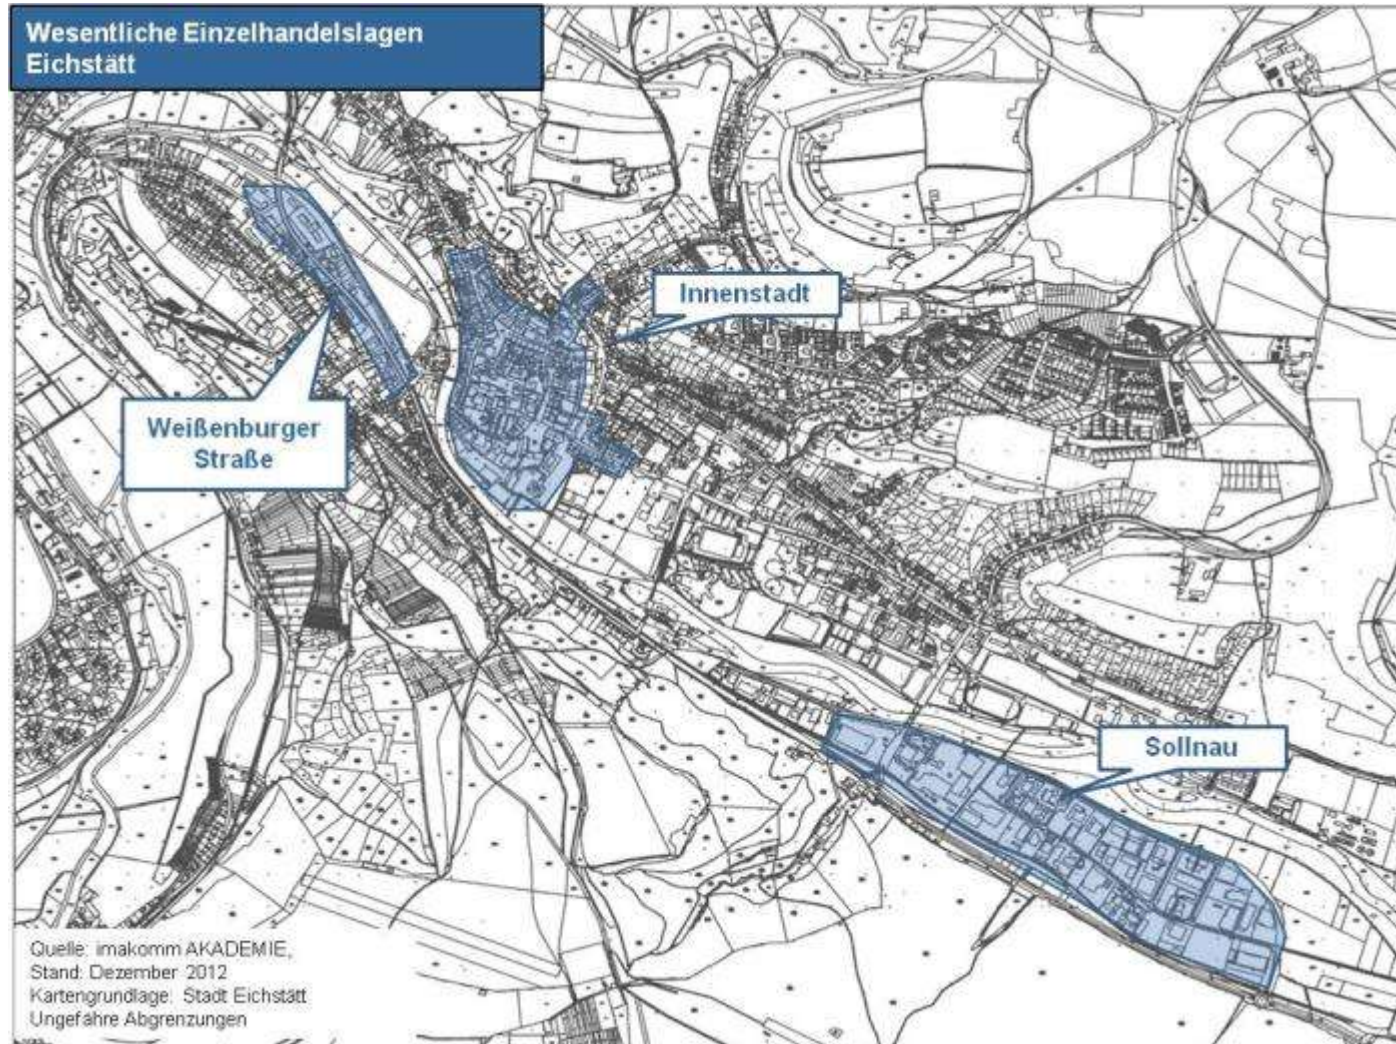 Wesentliche Einzelhandelslagen
Eichstätt
Innenstadt
Weißenburger
Straße
Sollnau
Quelle: imakomm AKADEMIE,
Stand: Dezember 2012
Kartengrundlage: Stadt Eichstätt
Ungefähre Abgrenzungen